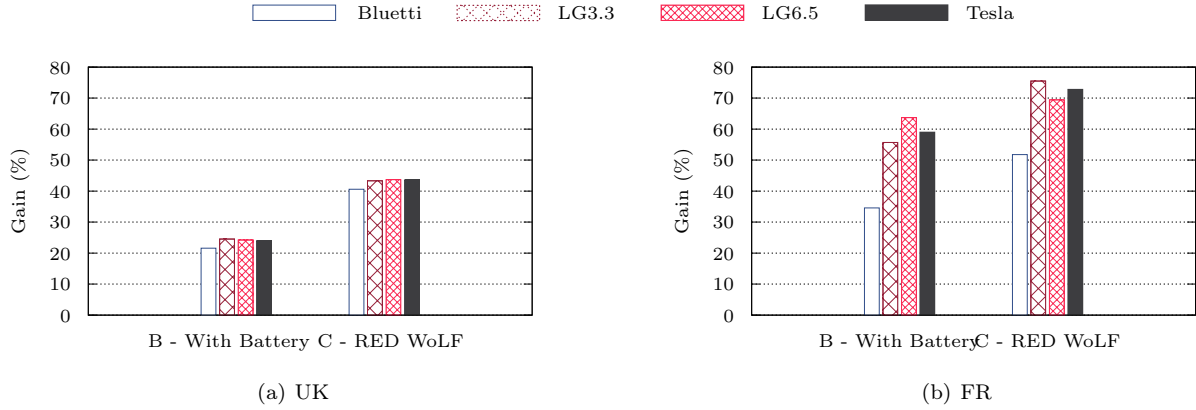 Bluetti LG3.3 LG6.5 Tesla
80
70
60
50
40
30
20
10
0
Gain (%)
B - With Battery C - RED WoLF
(a) UK
80
70
60
50
40
30
20
10
0
Gain (%)
B - With Battery C - RED WoLF
(b) FR